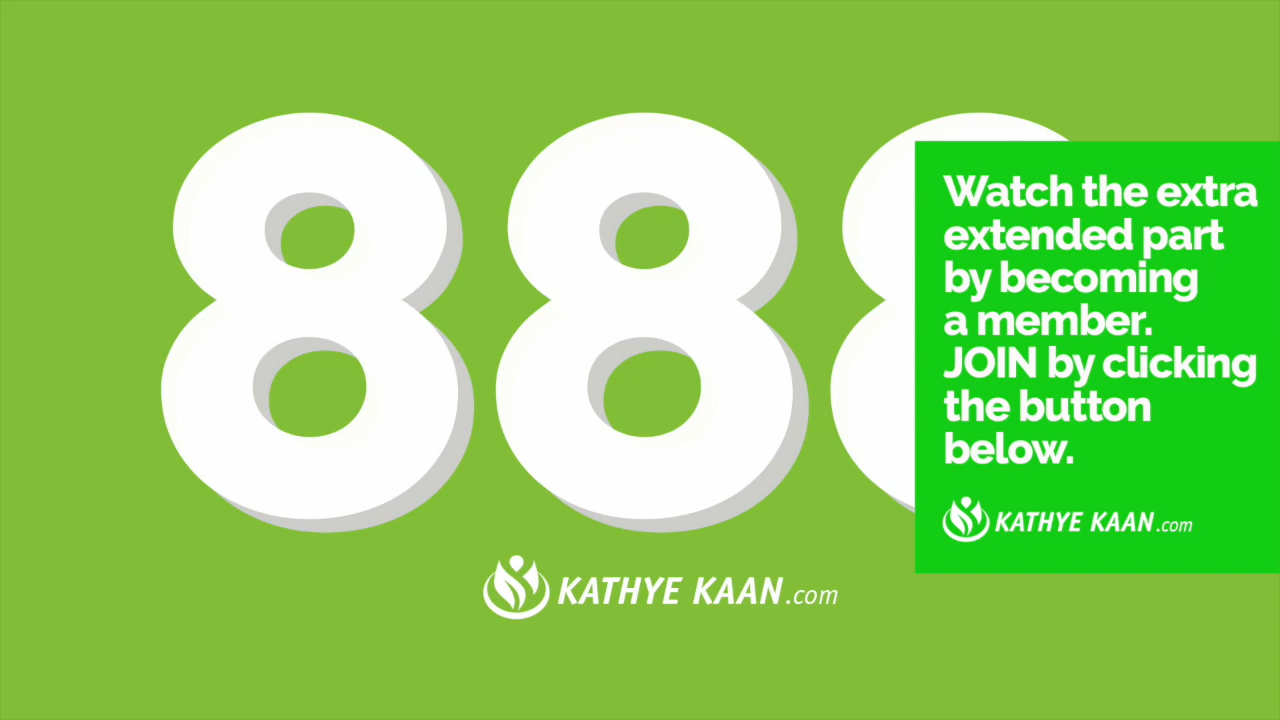 888
Watch the extra
extended part
by becoming
a member.
JOIN by clicking
the button
below.
KATHYE KAAN.com
KATHYE KAAN.com